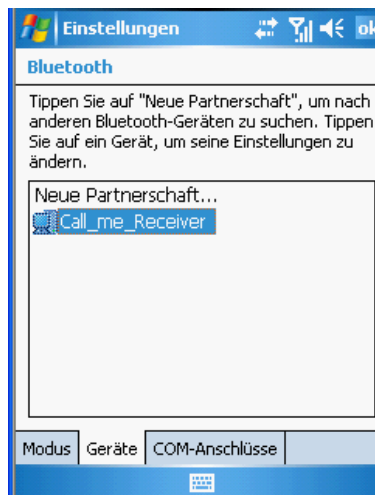 Einstellungen ok
Bluetooth
Tippen Sie auf "Neue Partnerschaft", um nach
anderen Bluetooth-Geräten zu suchen. Tippen
Sie auf ein Gerät, um seine Einstellungen zu
ändern.
Neue Partnerschaft...
Call_me_Receiver
Modus Geräte COM-Anschlüsse